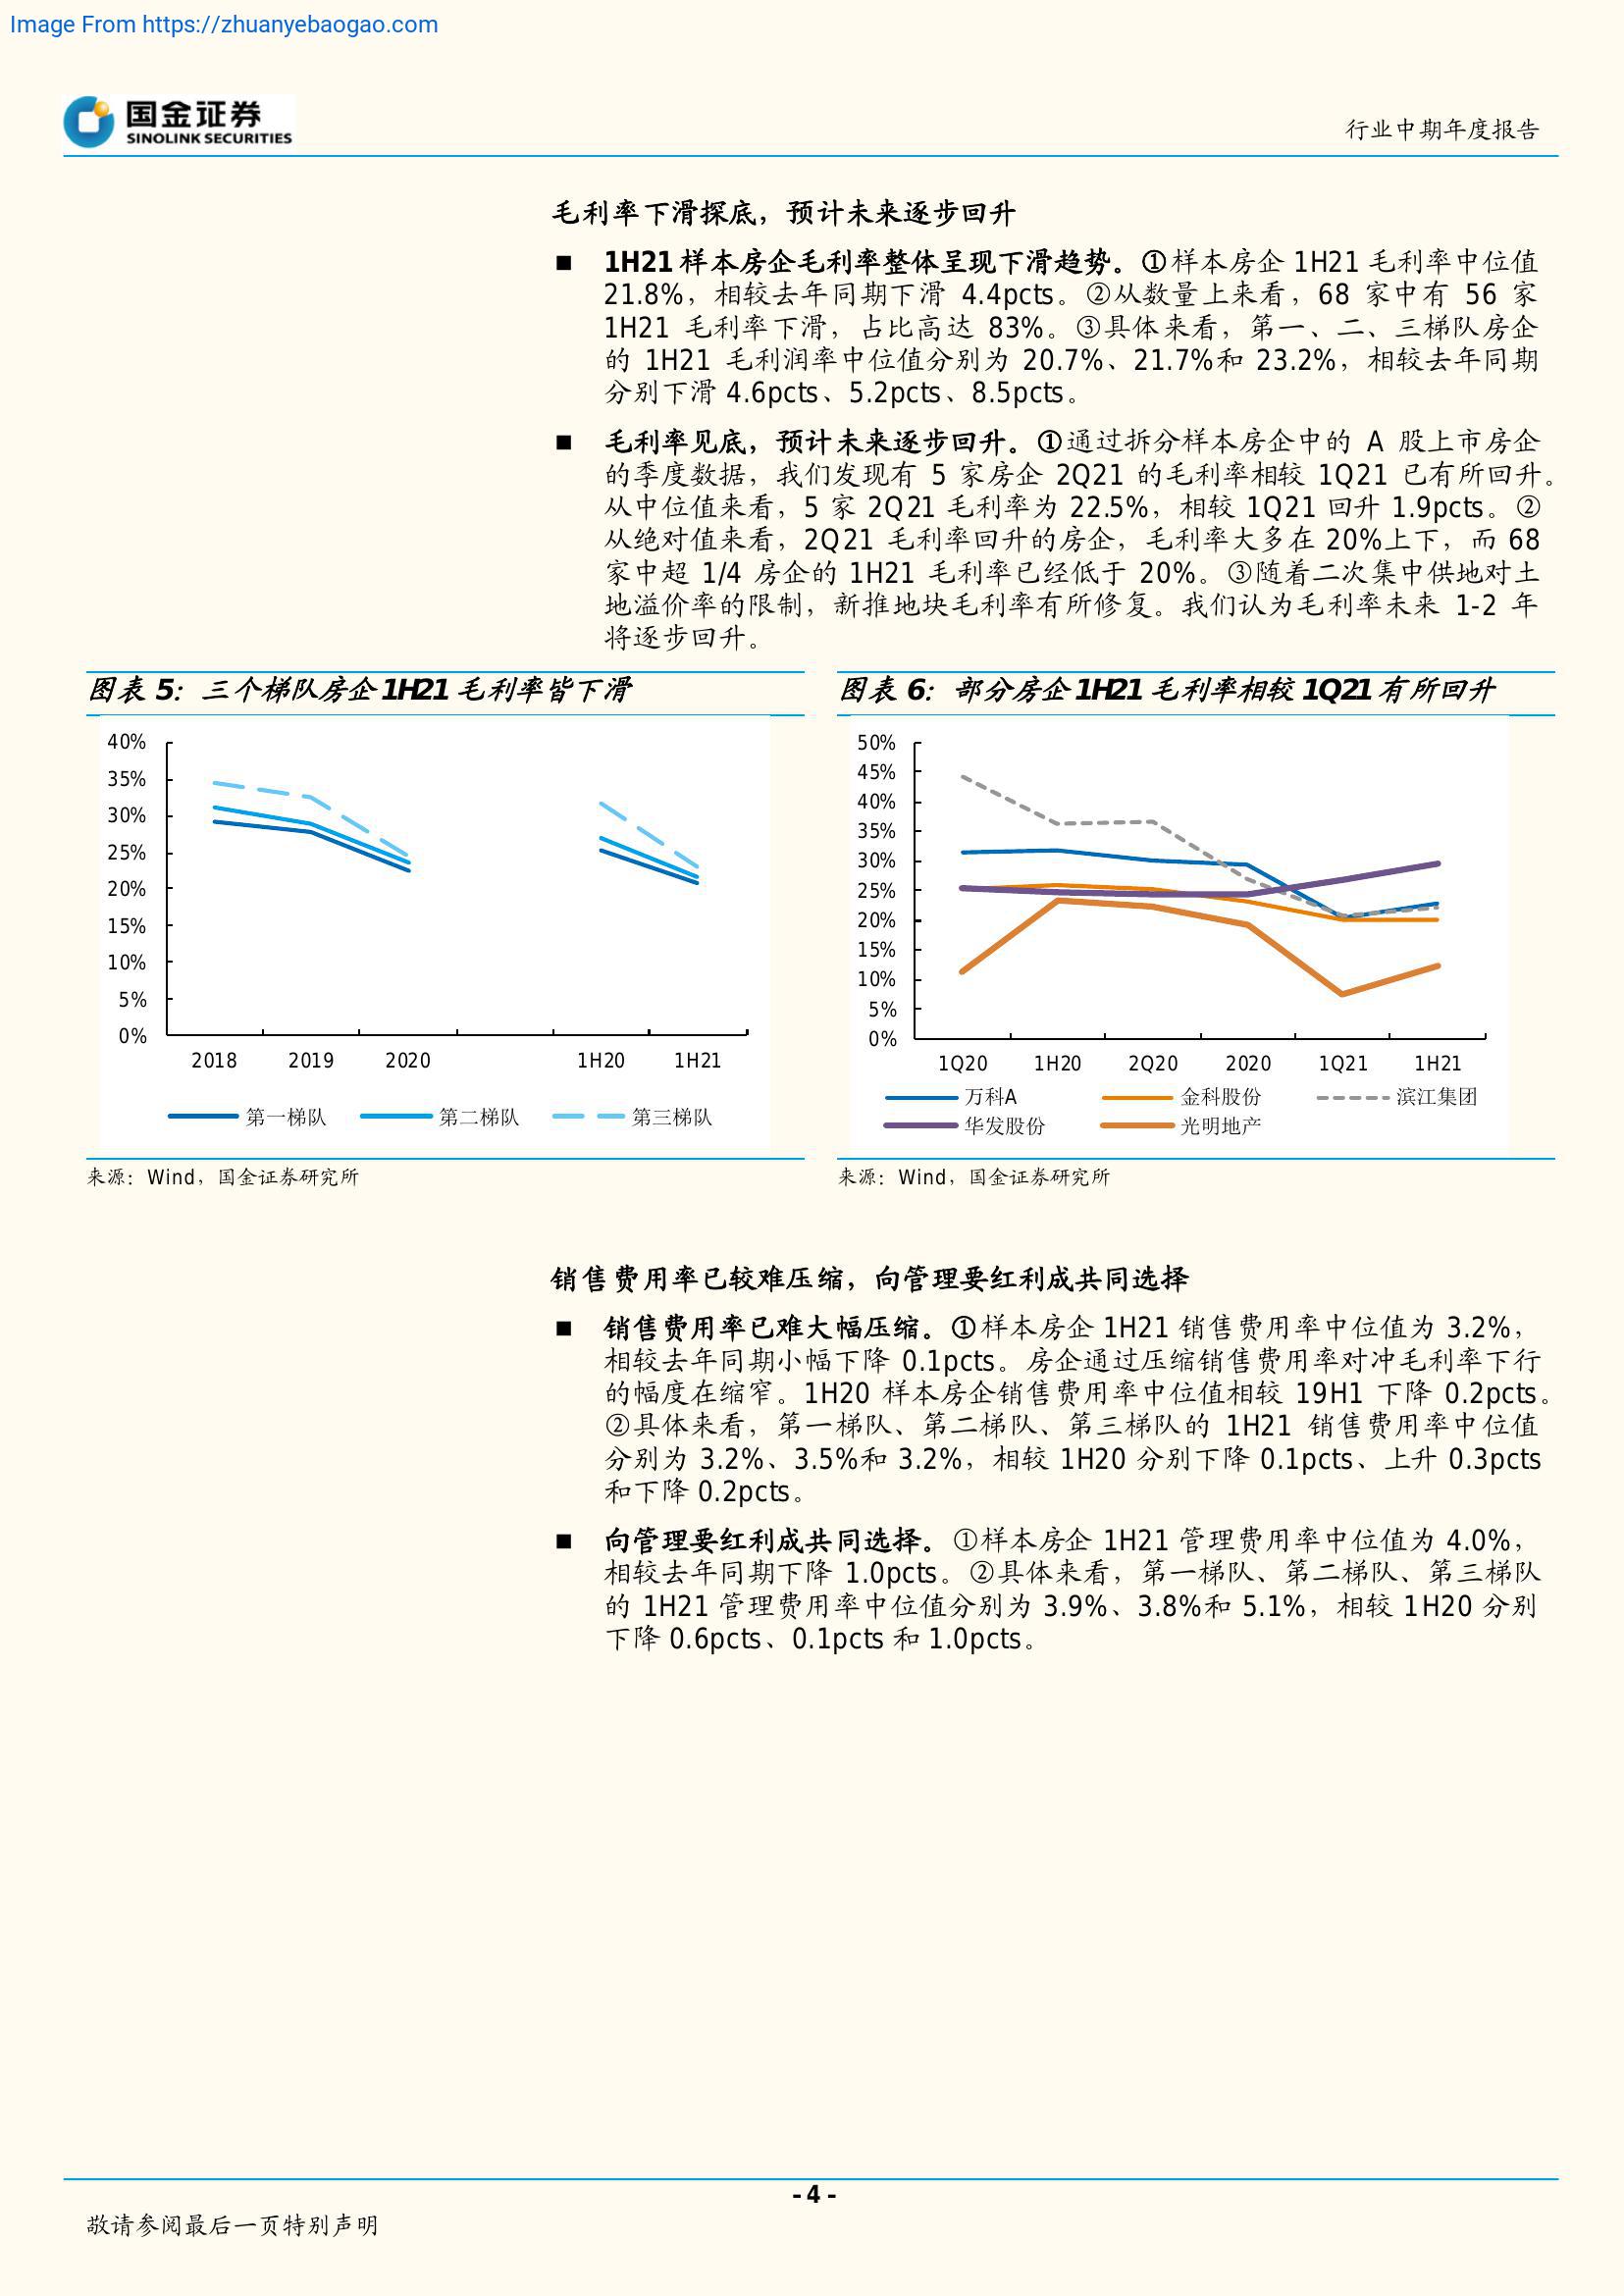 Image From https://zhuanyebaogao.com
国金证券
SINOLINK SECURITIES
行业中期年度报告
毛利率下滑探底，预计未来逐步回升
■ 1H21 样本房企毛利率整体呈现下滑趋势。①样本房企 1H21 毛利率中位值
21.8%，相较去年同期下滑 4.4pcts。②从数量上来看，68 家中有 56 家
1H21 毛利率下滑，占比高达 83%。③具体来看，第一、二、三梯队房企
的 1H21 毛利润率中位值分别为 20.7%、21.7%和 23.2%，相较去年同期
分别下滑 4.6pcts、5.2pcts、8.5pcts。
■ 毛利率见底，预计未来逐步回升。①通过拆分样本房企中的 A 股上市房企
的季度数据，我们发现有 5 家房企 2Q21 的毛利率相较 1Q21 已有所回升。
从中位值来看，5 家 2Q21 毛利率为 22.5%，相较 1Q21 回升 1.9pcts。②
从绝对值来看，2Q21 毛利率回升的房企，毛利率大多在 20%上下，而 68
家中超 1/4 房企的 1H21 毛利率已经低于 20%。③随着二次集中供地对土
地溢价率的限制，新推地块毛利率有所修复。我们认为毛利率未来 1-2 年
将逐步回升。
图表 5：三个梯队房企 1H21 毛利率皆下滑
40%
35%
30%
25%
20%
15%
10%
5%
0%
2018 2019 2020 1H20 1H21
第一梯队 第二梯队 第三梯队
来源：Wind，国金证券研究所
图表 6：部分房企 1H21 毛利率相较 1Q21 有所回升
50%
45%
40%
35%
30%
25%
20%
15%
10%
5%
0%
1Q20 1H20 2Q20 2020 1Q21 1H21
万科A 金科股份 滨江集团
华发股份 光明地产
来源：Wind，国金证券研究所
销售费用率已较难压缩，向管理要红利成共同选择
■ 销售费用率已难大幅压缩。①样本房企 1H21 销售费用率中位值为 3.2%，
相较去年同期小幅下降 0.1pcts。房企通过压缩销售费用率对冲毛利率下行
的幅度在缩窄。1H20 样本房企销售费用率中位值相较 19H1 下降 0.2pcts。
②具体来看，第一梯队、第二梯队、第三梯队的 1H21 销售费用率中位值
分别为 3.2%、3.5%和 3.2%，相较 1H20 分别下降 0.1pcts、上升 0.3pcts
和下降 0.2pcts。
■ 向管理要红利成共同选择。①样本房企 1H21 管理费用率中位值为 4.0%，
相较去年同期下降 1.0pcts。②具体来看，第一梯队、第二梯队、第三梯队
的 1H21 管理费用率中位值分别为 3.9%、3.8%和 5.1%，相较 1H20 分别
下降 0.6pcts、0.1pcts 和 1.0pcts。
- 4 -
敬请参阅最后一页特别声明